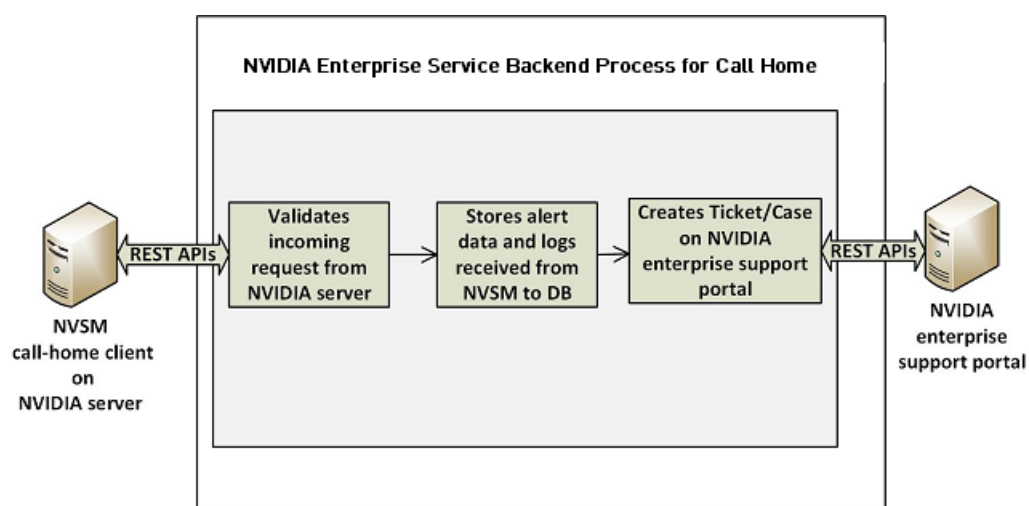 NVIDIA Enterprise Service Backend Process for Call Home
NVSM
call-home client
on
NVIDIA server
REST APIs
Validates
incoming
request from
NVIDIA server
Stores alert
data and logs
received from
NVSM to DB
Creates Ticket/Case
on NVIDIA
enterprise support
portal
REST APIs
NVIDIA
enterprise
support portal